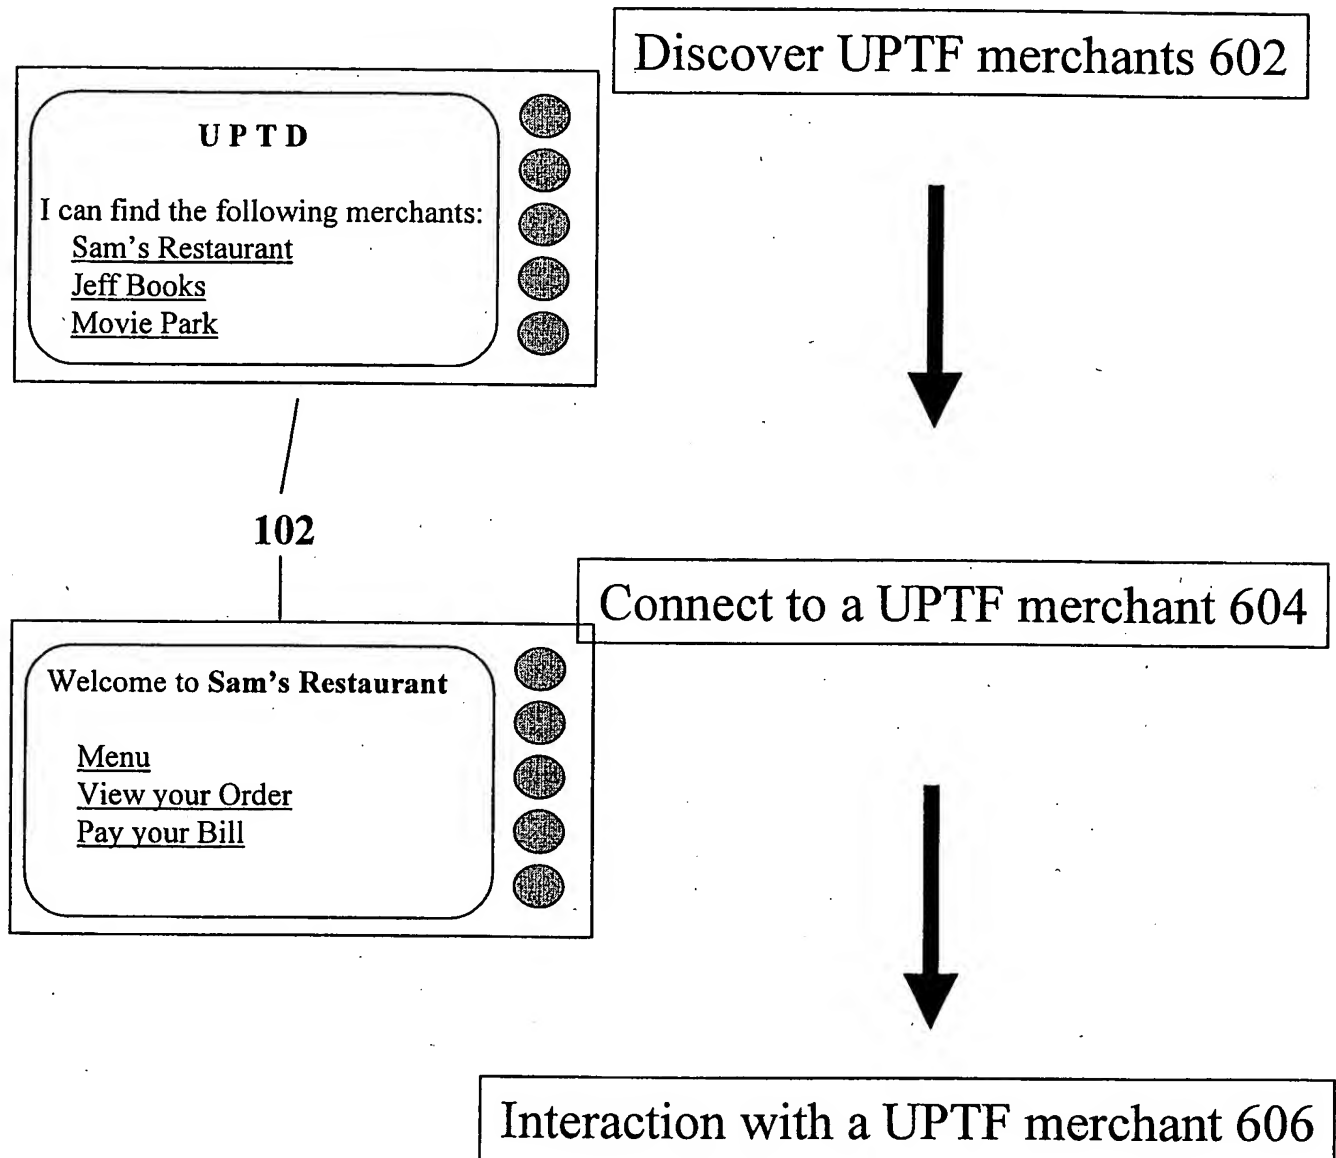 Discover UPTF merchants 602
U P T D
I can find the following merchants:
Sam's Restaurant
Jeff Books
Movie Park
102
Connect to a UPTF merchant 604
Welcome to Sam's Restaurant
Menu
View your Order
Pay your Bill
Interaction with a UPTF merchant 606